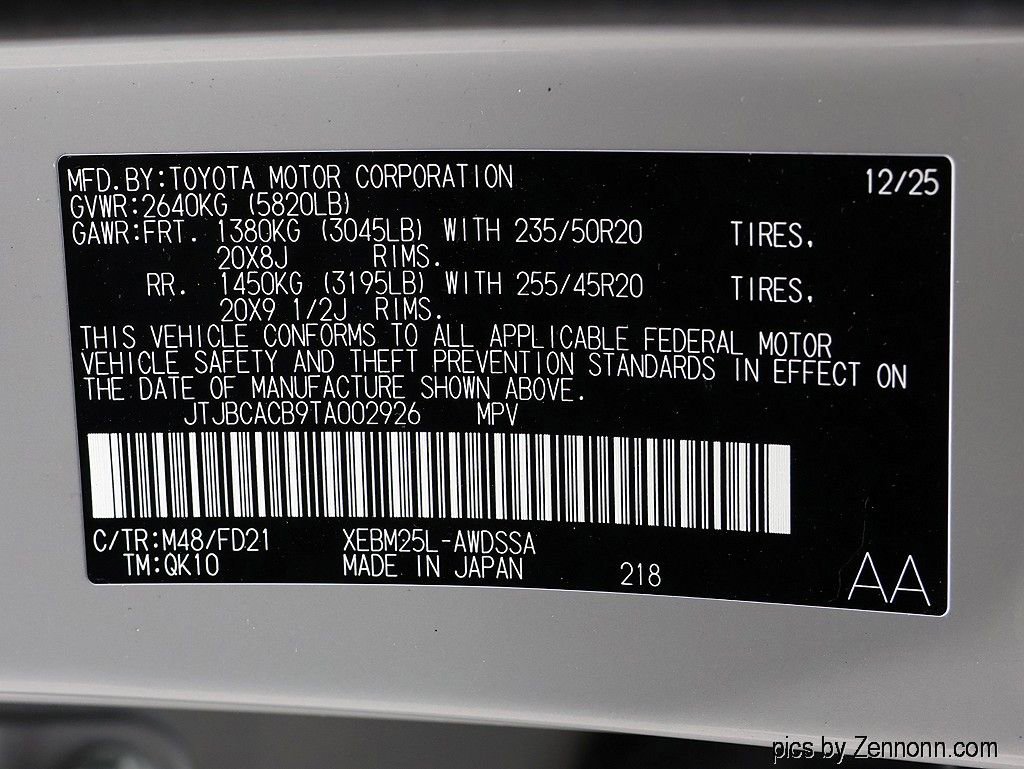 MFD.BY:TOYOTA MOTOR CORPORATION 12/25
GVWR:2640KG (5820LB)
GAWR:FRT. 1380KG (3045LB) WITH 235/50R20 TIRES,
20X8J RIMS.
RR. 1450KG (3195LB) WITH 255/45R20 TIRES,
20X9 1/2J RIMS.
THIS VEHICLE CONFORMS TO ALL APPLICABLE FEDERAL MOTOR
VEHICLE SAFETY AND THEFT PREVENTION STANDARDS IN EFFECT ON
THE DATE OF MANUFACTURE SHOWN ABOVE.
JTJBCACB9TA002926 MPV
C/TR:M48/FD21 XEBM25L-AWDSSA
TM:QK10 MADE IN JAPAN 218 AA
pics by Zennonn.com